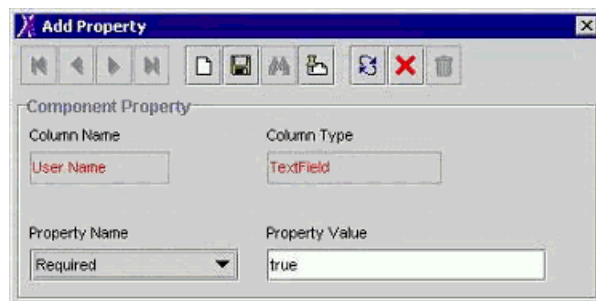 Add Property
Component Property
Column Name Column Type
User Name TextField
Property Name Property Value
Required true